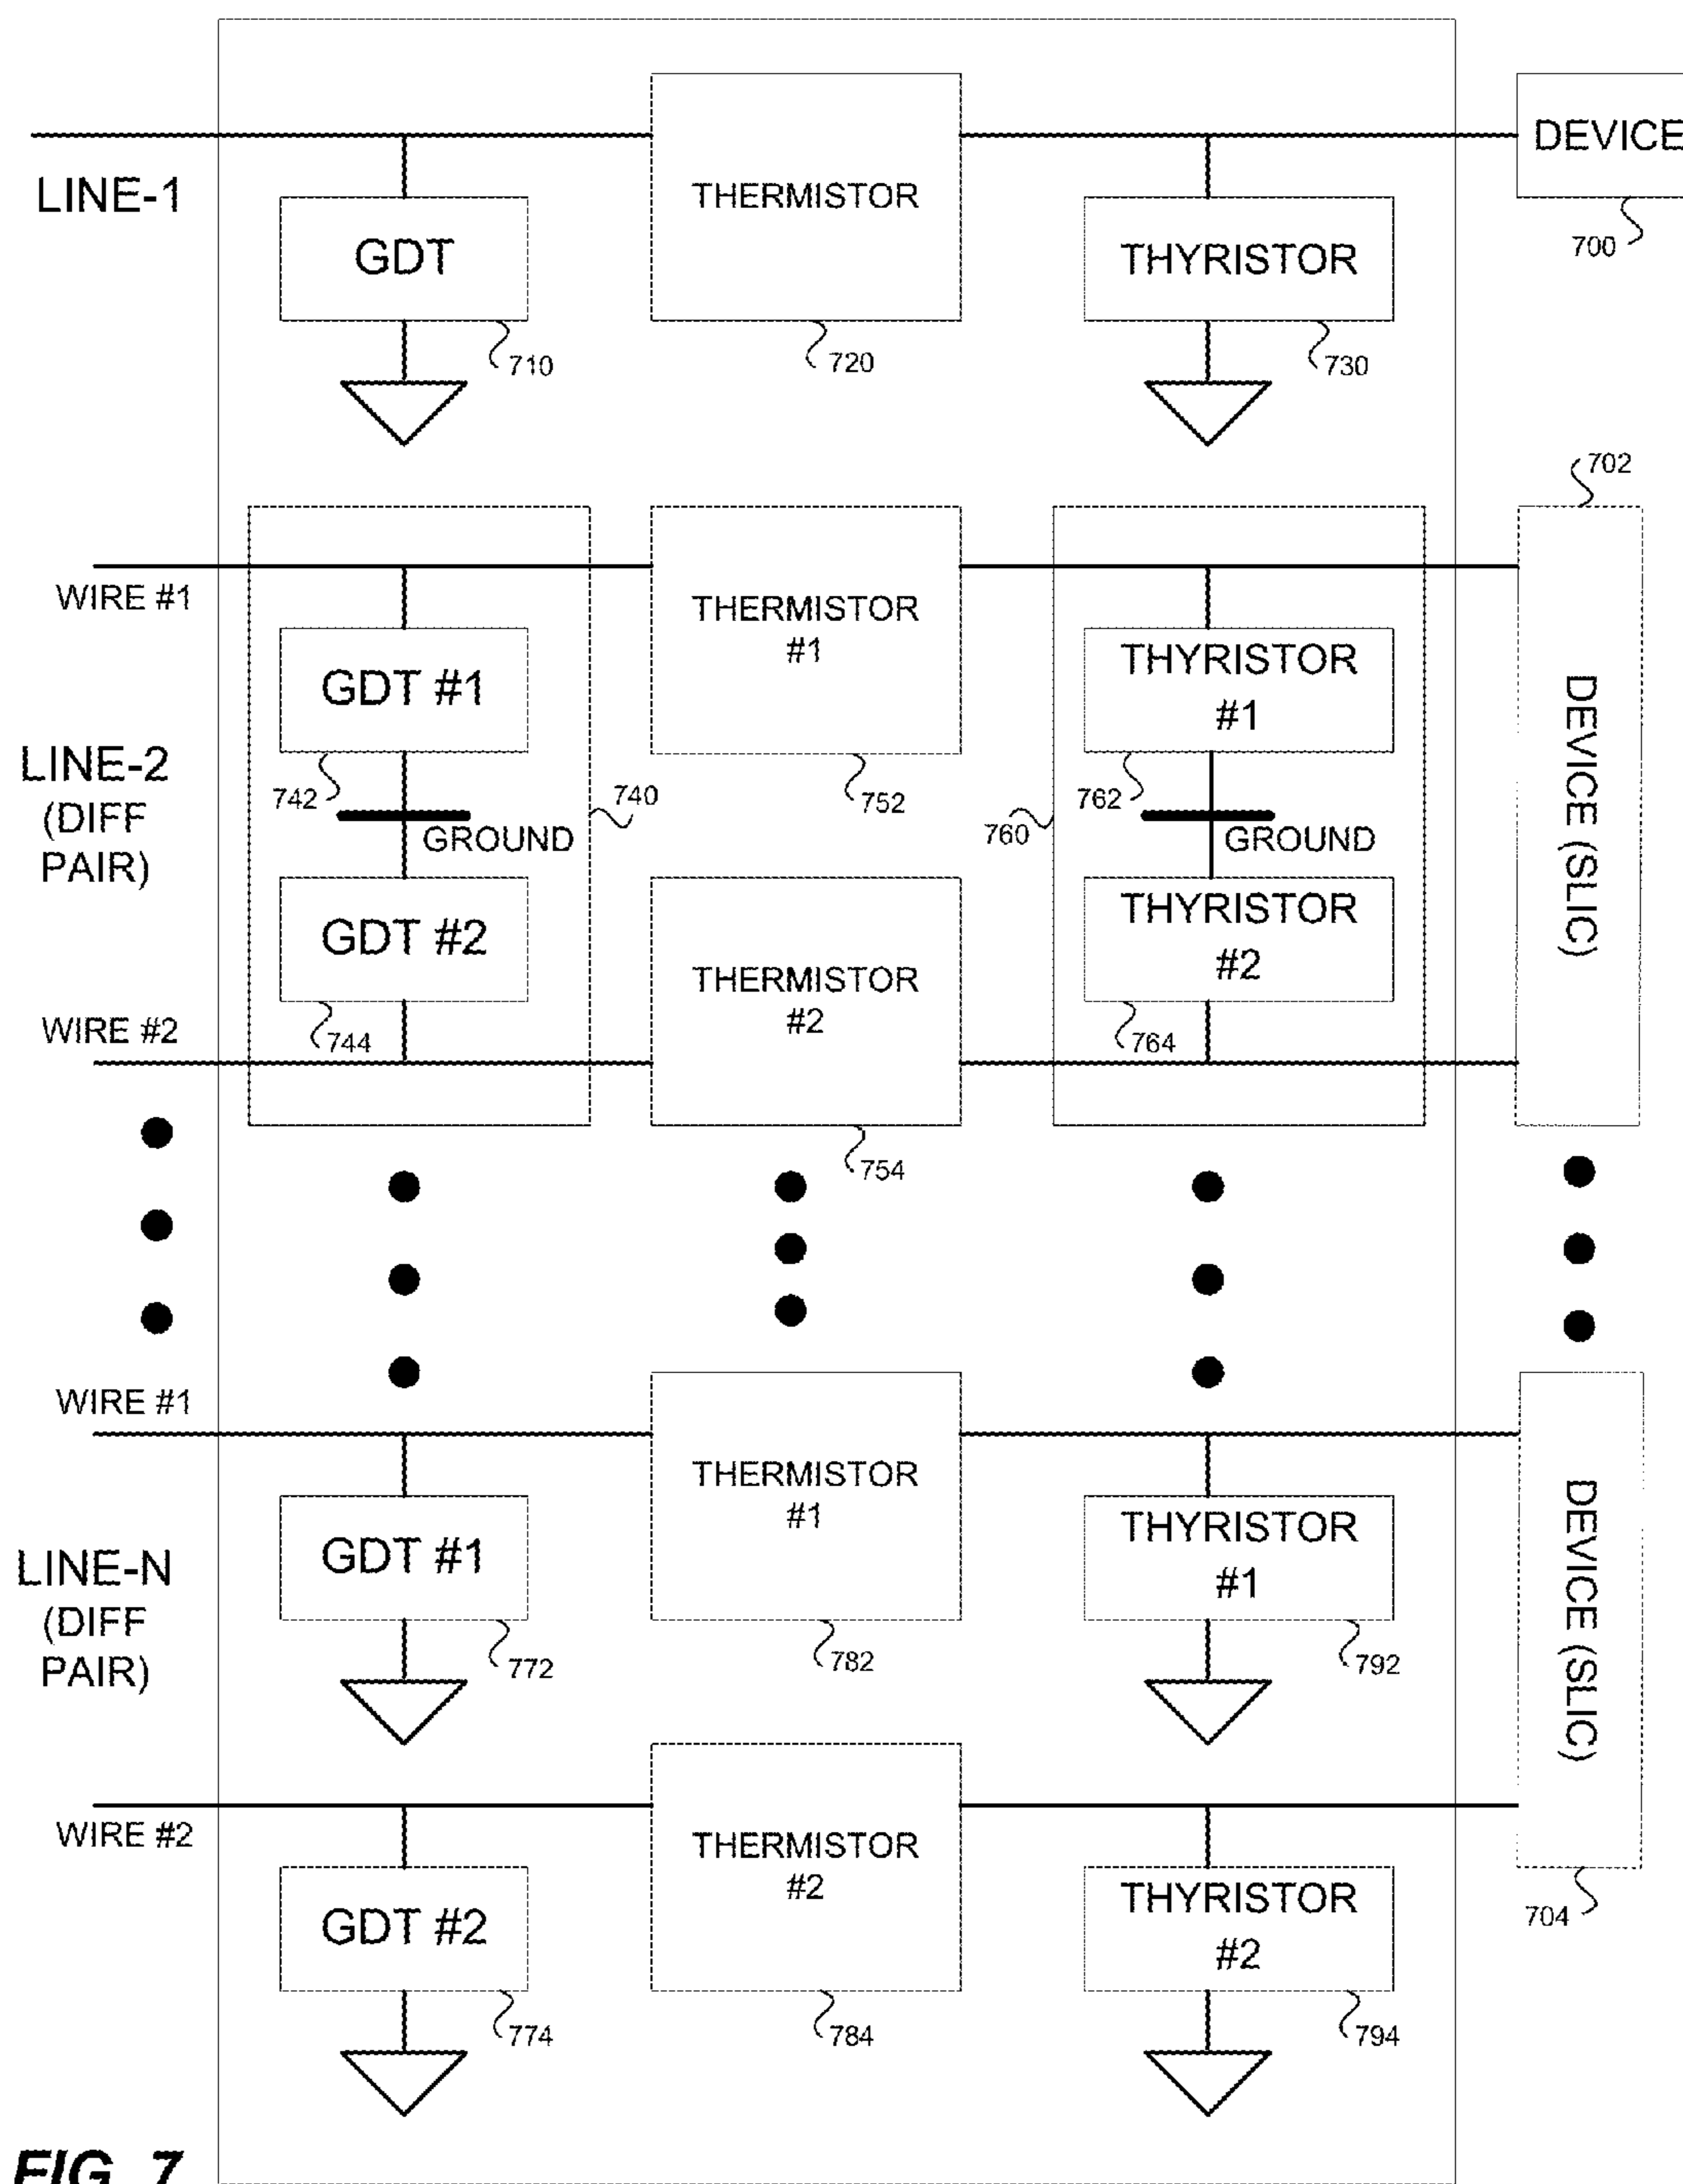 DEVICE
LINE-1
THERMISTOR
GDT
THYRISTOR
700
710
720
730
702
WIRE #1
THERMISTOR
#1
GDT #1
THYRISTOR
#1
LINE-2
(DIFF
PAIR)
742
740
752
760
762
GROUND
GROUND
DEVICE (SLIC)
GDT #2
THERMISTOR
#2
THYRISTOR
#2
WIRE #2
744
764
754
WIRE #1
THERMISTOR
#1
GDT #1
THYRISTOR
#1
LINE-N
(DIFF
PAIR)
DEVICE (SLIC)
772
782
792
WIRE #2
THERMISTOR
#2
GDT #2
THYRISTOR
#2
704
774
784
794
FIG. 7